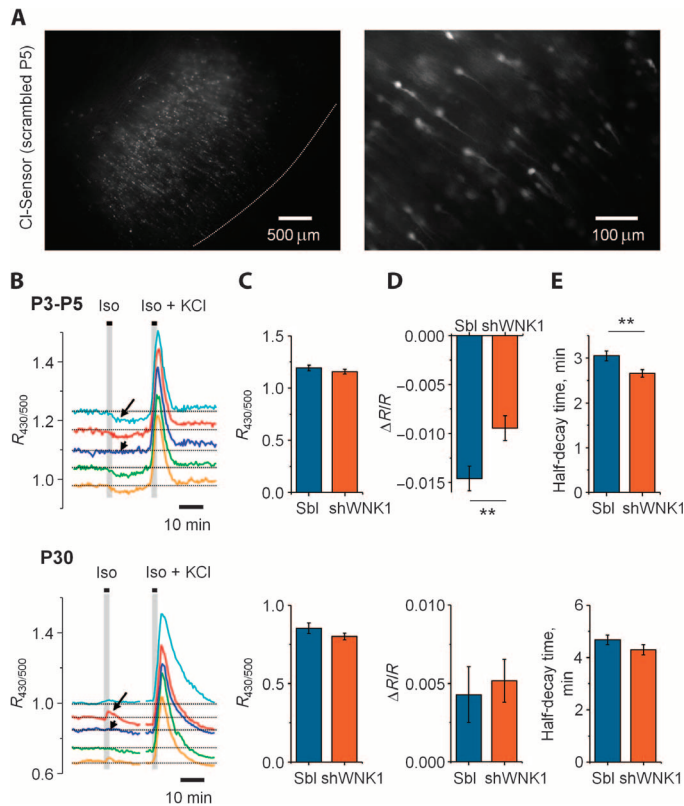 A
Cl-Sensor (scrambled P5)
500 µm
100 µm
B
C
D
E
P3-P5
Iso
Iso + KCl
R430/500
1.4
1.2
1.0
10 min
R430/500
1.5
1.0
0.5
0.0
Sbl shWNK1
Sbl shWNK1
ΔR/R
0.000
−0.005
−0.010
−0.015
**
Half-decay time, min
3
2
1
0
**
Sbl shWNK1
P30
Iso
Iso + KCl
R430/500
1.4
1.0
0.6
10 min
R430/500
1.0
0.5
0.0
Sbl shWNK1
ΔR/R
0.010
0.005
0.000
Sbl shWNK1
Half-decay time,
min
6
4
2
0
Sbl shWNK1